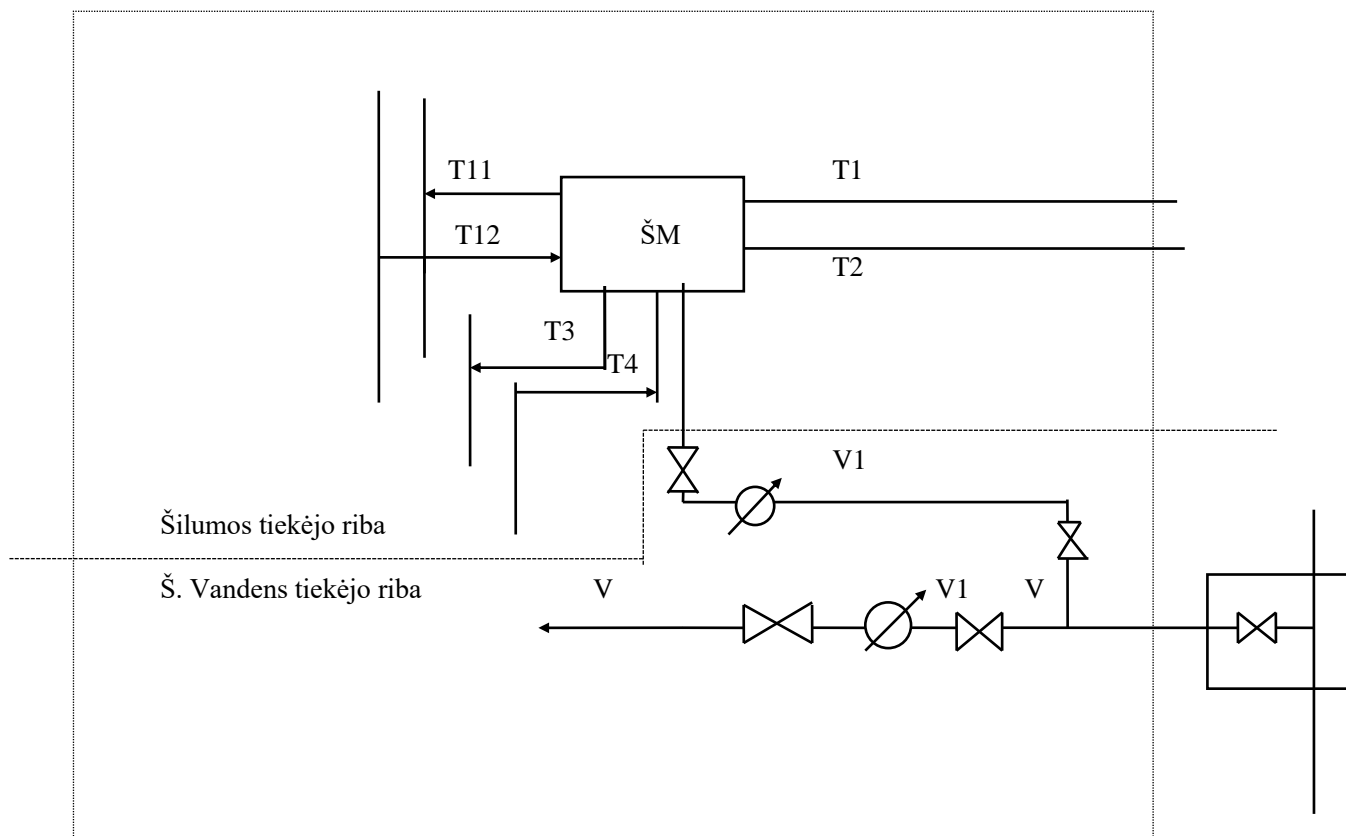 T11
T1
ŠM
T12
T2
T3
T4
V1
Šilumos tiekėjo riba
Š. Vandens tiekėjo riba
V
V1
V